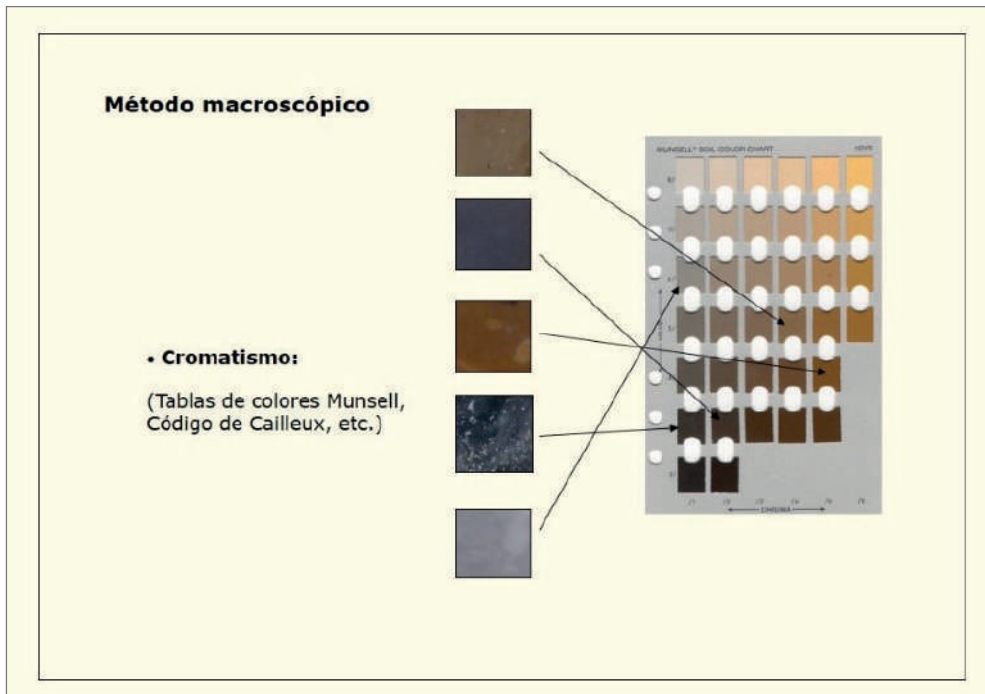 Método macroscópico
MUNSELL® SOIL COLOR CHART
• Cromatismo:
(Tablas de colores Munsell,
Código de Cailleux, etc.)
CHROMA